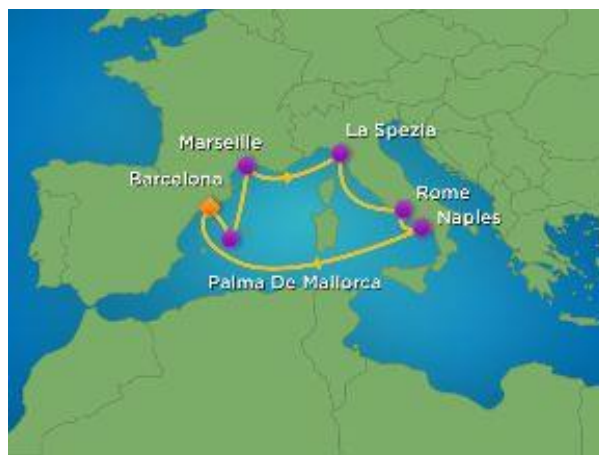 La Spezia
Marseille
Barcelona
Rome
Naples
Palma De Mallorca